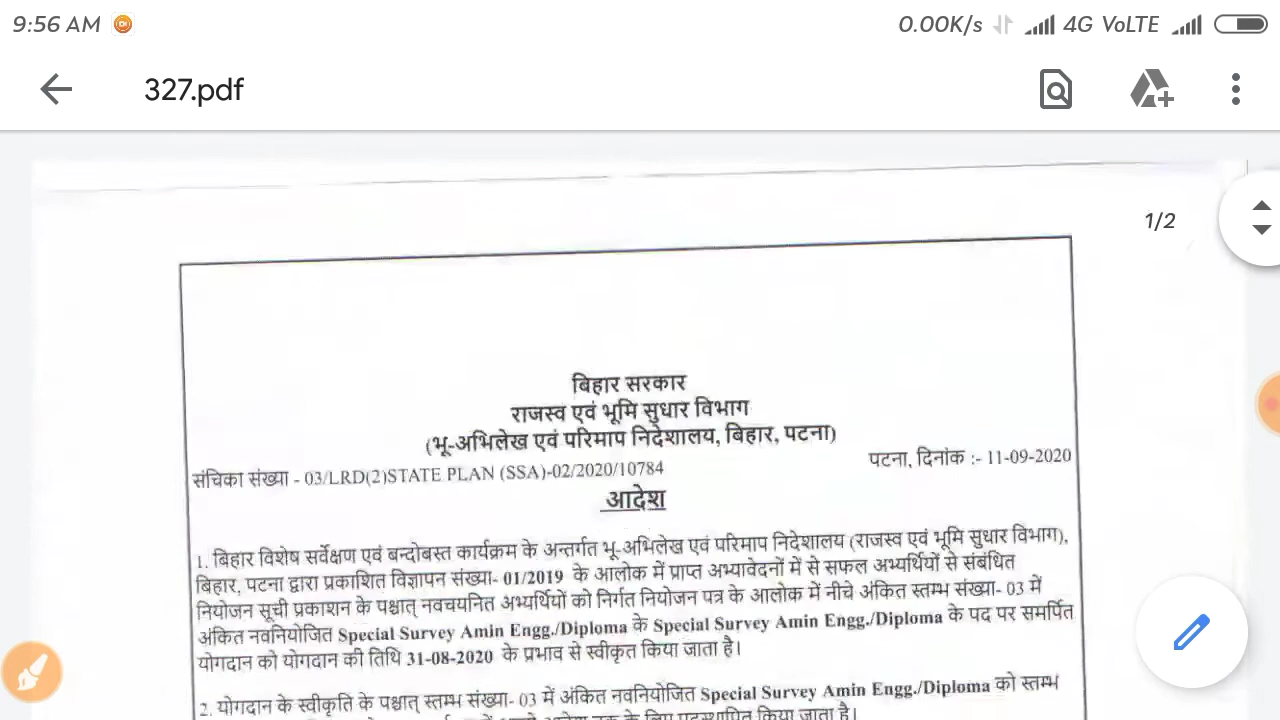 9:56 AM 0.00K/s 4G VoLTE
327.pdf
1/2
बिहार सरकार
राजस्व एवं भूमि सुधार विभाग
(भू-अभिलेख एवं परिमाप निदेशालय, बिहार, पटना)
संचिका संख्या - 03/LRD(2)STATE PLAN (SSA)-02/2020/10784 पटना, दिनांक :- 11-09-2020
आदेश
1. बिहार विशेष सर्वेक्षण एवं बन्दोबस्त कार्यक्रम के अन्तर्गत भू-अभिलेख एवं परिमाप निदेशालय (राजस्व एवं भूमि सुधार विभाग),
बिहार, पटना द्वारा प्रकाशित विज्ञापन संख्या- 01/2019 के आलोक में प्राप्त अभ्यावेदनों में से सफल अभ्यर्थियों से संबंधित
नियोजन सूची प्रकाशन के पश्चात् नवचयनित अभ्यर्थियों को निर्गत नियोजन पत्र के आलोक में नीचे अंकित स्तम्भ संख्या- 03 में
अंकित नवनियोजित Special Survey Amin Engg./Diploma के Special Survey Amin Engg./Diploma के पद पर समर्पित
योगदान को योगदान की तिथि 31-08-2020 के प्रभाव से स्वीकृत किया जाता है।
2. योगदान के स्वीकृति के पश्चात् स्तम्भ संख्या- 03 में अंकित नवनियोजित Special Survey Amin Engg./Diploma को स्तम्भ
आदेश तक के लिए पदस्थापित किया जाता है।